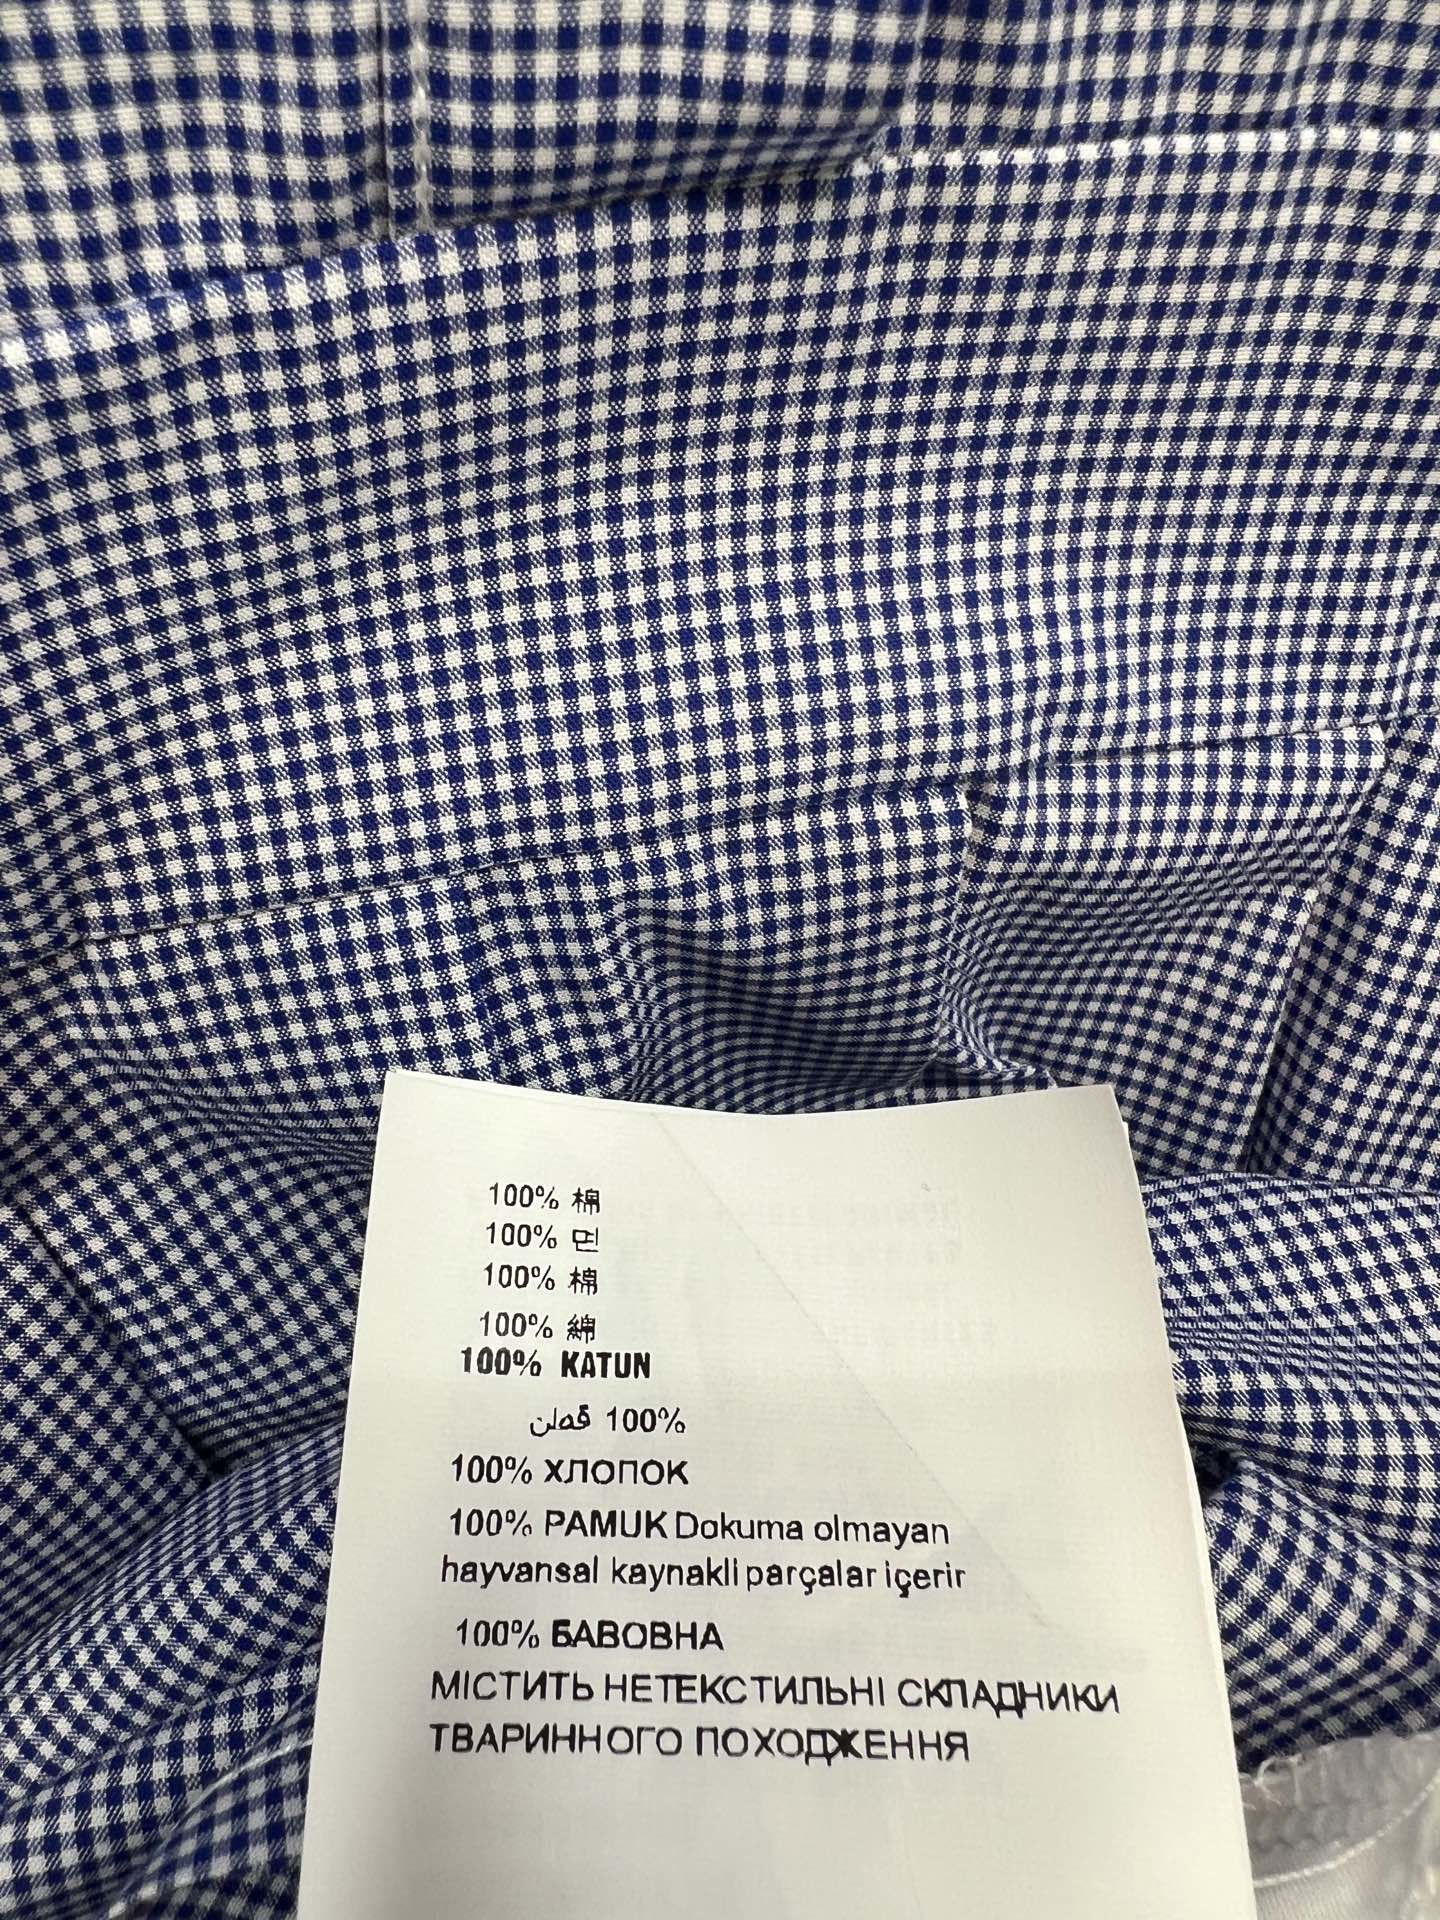 100% 棉
100% 면
100% 棉
100% 綿
100% KATUN
100% قطن
100% ХЛОПОК
100% PAMUK Dokuma olmayan
hayvansal kaynakli parçalar içerir
100% БАВОВНА
МІСТИТЬ НЕТЕКСТИЛЬНІ СКЛАДНИКИ
ТВАРИННОГО ПОХОДЖЕННЯ